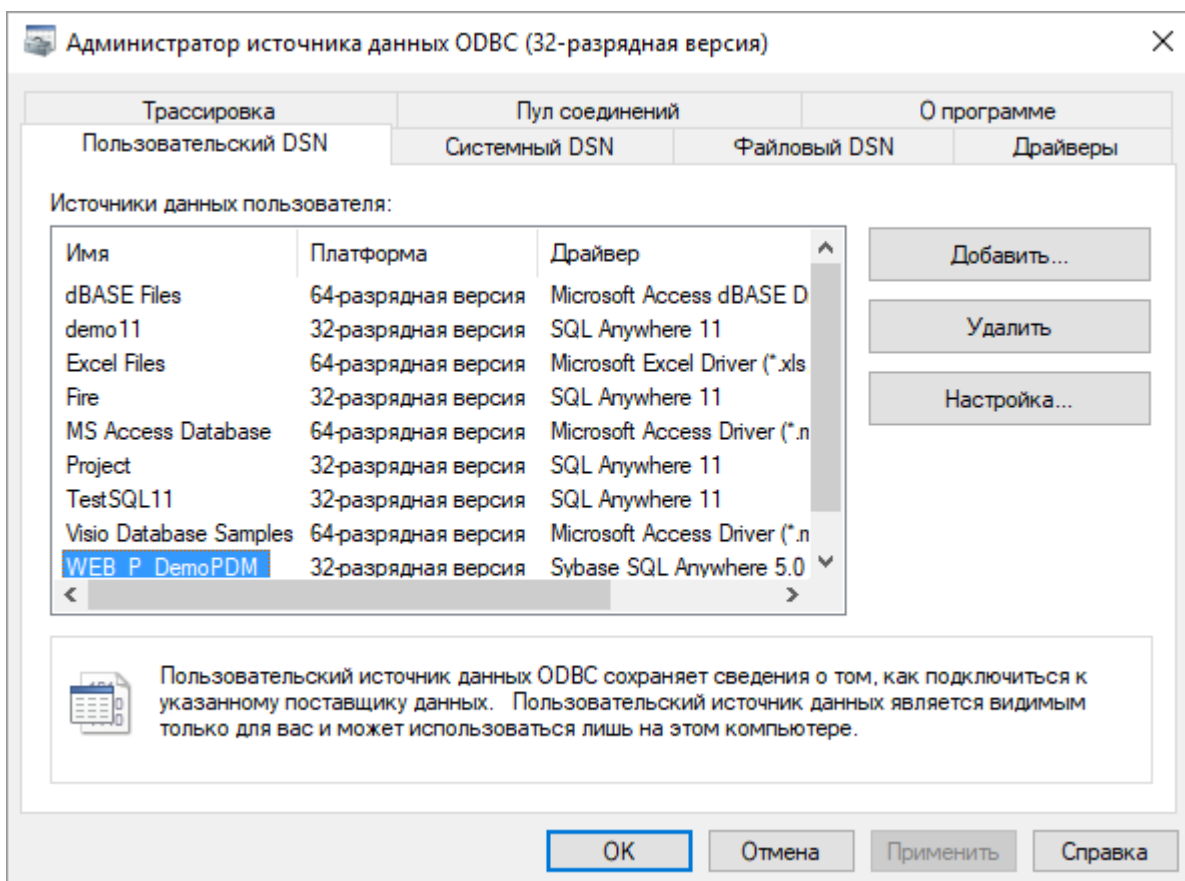 Администратор источника данных ODBC (32-разрядная версия)
Трассировка Пул соединений О программе
Пользовательский DSN Системный DSN Файловый DSN Драйверы
Источники данных пользователя:
Имя Платформа Драйвер
dBASE Files 64-разрядная версия Microsoft Access dBASE D
demo11 32-разрядная версия SQL Anywhere 11
Excel Files 64-разрядная версия Microsoft Excel Driver (*.xls
Fire 32-разрядная версия SQL Anywhere 11
MS Access Database 64-разрядная версия Microsoft Access Driver (*.n
Project 32-разрядная версия SQL Anywhere 11
TestSQL11 32-разрядная версия SQL Anywhere 11
Visio Database Samples 64-разрядная версия Microsoft Access Driver (*.n
WEB_P_DemoPDM 32-разрядная версия Sybase SQL Anywhere 5.0
Добавить...
Удалить
Настройка...
Пользовательский источник данных ODBC сохраняет сведения о том, как подключиться к
указанному поставщику данных. Пользовательский источник данных является видимым
только для вас и может использоваться лишь на этом компьютере.
OK Отмена Применить Справка